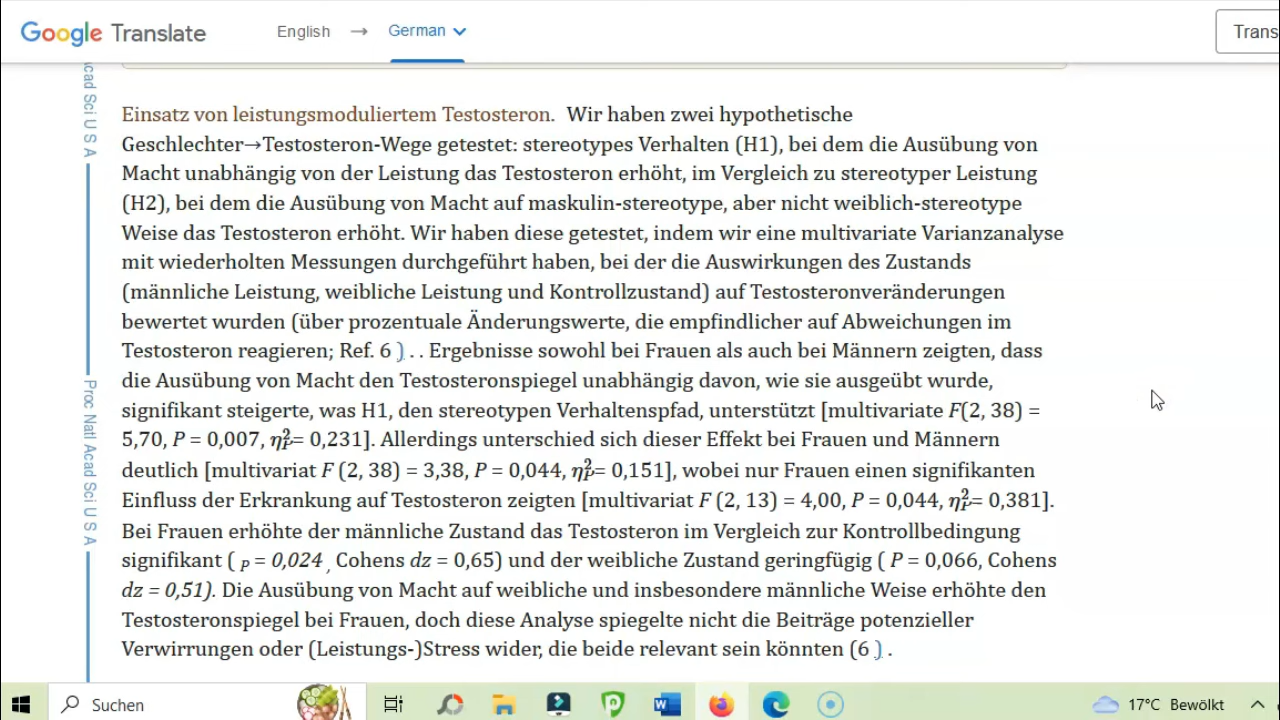 Google Translate
English → German
Trans
cad Sci U S A
Einsatz von leistungsmoduliertem Testosteron. Wir haben zwei hypothetische
Geschlechter→Testosteron-Wege getestet: stereotypes Verhalten (H1), bei dem die Ausübung von
Macht unabhängig von der Leistung das Testosteron erhöht, im Vergleich zu stereotyper Leistung
(H2), bei dem die Ausübung von Macht auf maskulin-stereotype, aber nicht weiblich-stereotype
Weise das Testosteron erhöht. Wir haben diese getestet, indem wir eine multivariate Varianzanalyse
mit wiederholten Messungen durchgeführt haben, bei der die Auswirkungen des Zustands
(männliche Leistung, weibliche Leistung und Kontrollzustand) auf Testosteronveränderungen
bewertet wurden (über prozentuale Änderungswerte, die empfindlicher auf Abweichungen im
Testosteron reagieren; Ref. 6 ) . . Ergebnisse sowohl bei Frauen als auch bei Männern zeigten, dass
die Ausübung von Macht den Testosteronspiegel unabhängig davon, wie sie ausgeübt wurde,
signifikant steigerte, was H1, den stereotypen Verhaltenspfad, unterstützt [multivariate F(2, 38) =
5,70, P = 0,007, η²P= 0,231]. Allerdings unterschied sich dieser Effekt bei Frauen und Männern
deutlich [multivariat F (2, 38) = 3,38, P = 0,044, η²P= 0,151], wobei nur Frauen einen signifikanten
Einfluss der Erkrankung auf Testosteron zeigten [multivariat F (2, 13) = 4,00, P = 0,044, η²P= 0,381].
Bei Frauen erhöhte der männliche Zustand das Testosteron im Vergleich zur Kontrollbedingung
signifikant ( P = 0,024 , Cohens dz = 0,65) und der weibliche Zustand geringfügig ( P = 0,066, Cohens
dz = 0,51). Die Ausübung von Macht auf weibliche und insbesondere männliche Weise erhöhte den
Testosteronspiegel bei Frauen, doch diese Analyse spiegelte nicht die Beiträge potenzieller
Verwirrungen oder (Leistungs-)Stress wider, die beide relevant sein könnten (6 ) .
Proc Natl Acad Sci U S A
Suchen
17°C Bewölkt